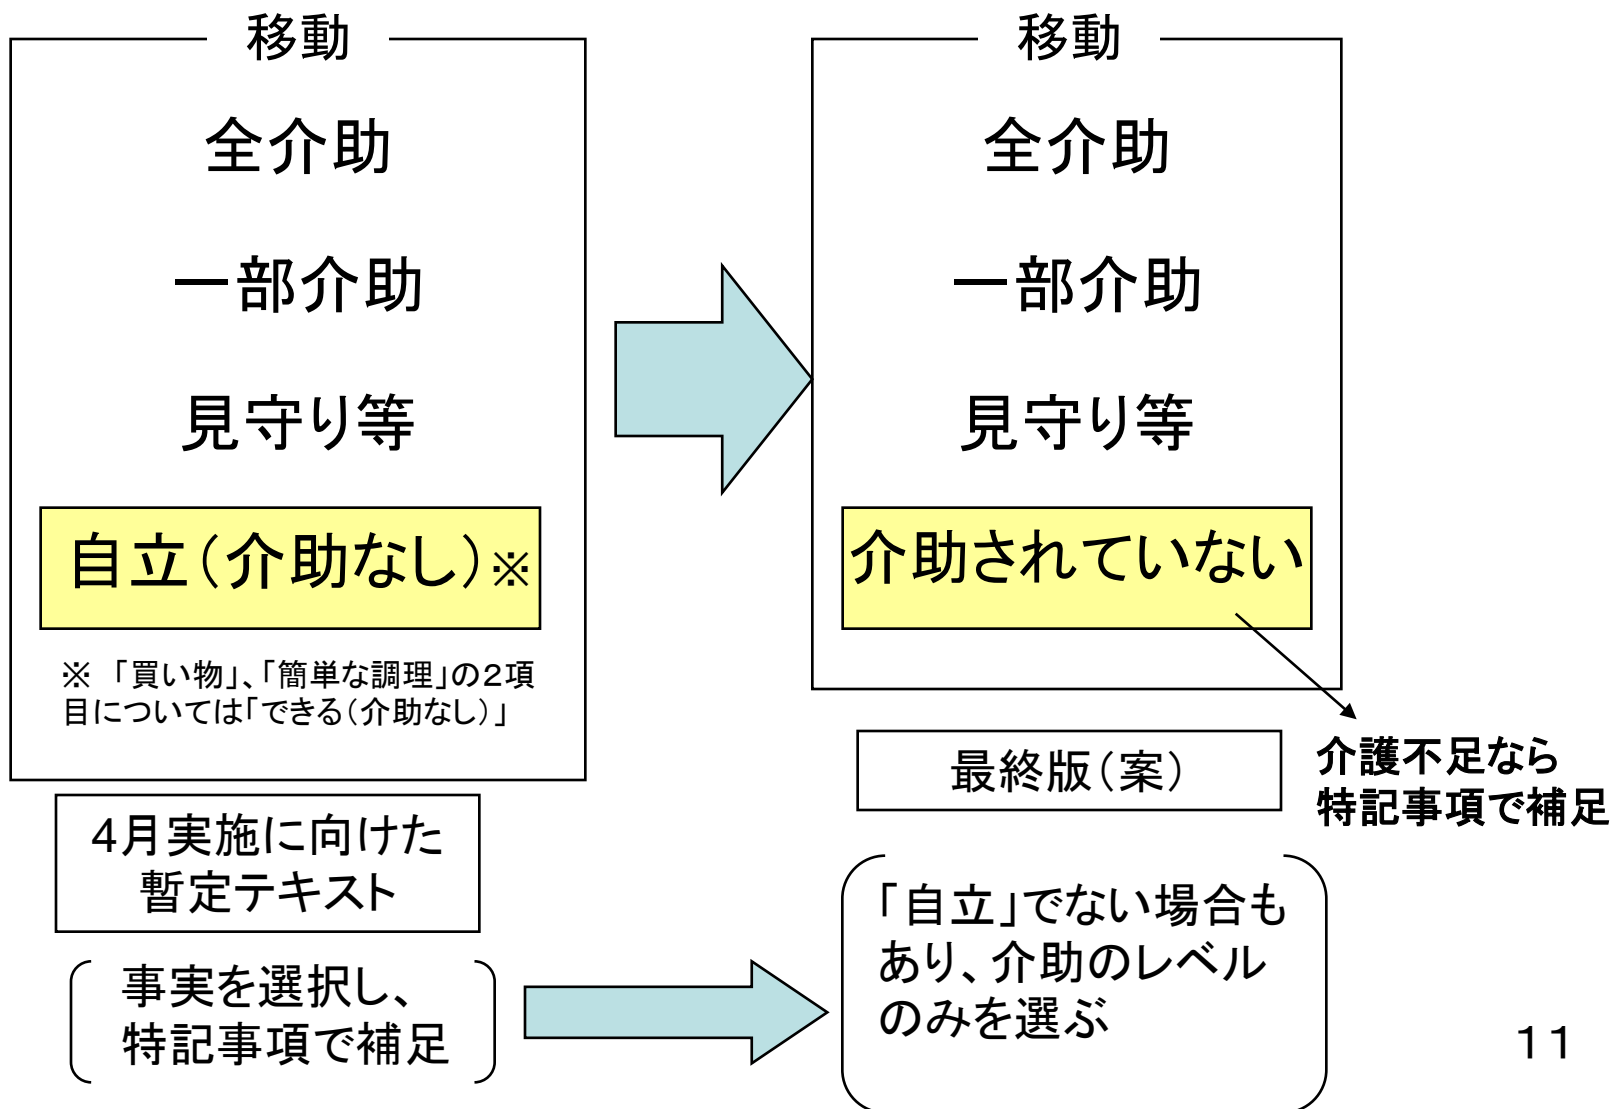 移動
全介助
一部介助
見守り等
自立（介助なし）※
※ 「買い物」、「簡単な調理」の２項
目については「できる（介助なし）」
4月実施に向けた
暫定テキスト
事実を選択し、
特記事項で補足
移動
全介助
一部介助
見守り等
介助されていない
介護不足なら
特記事項で補足
最終版（案）
「自立」でない場合も
あり、介助のレベル
のみを選ぶ
11